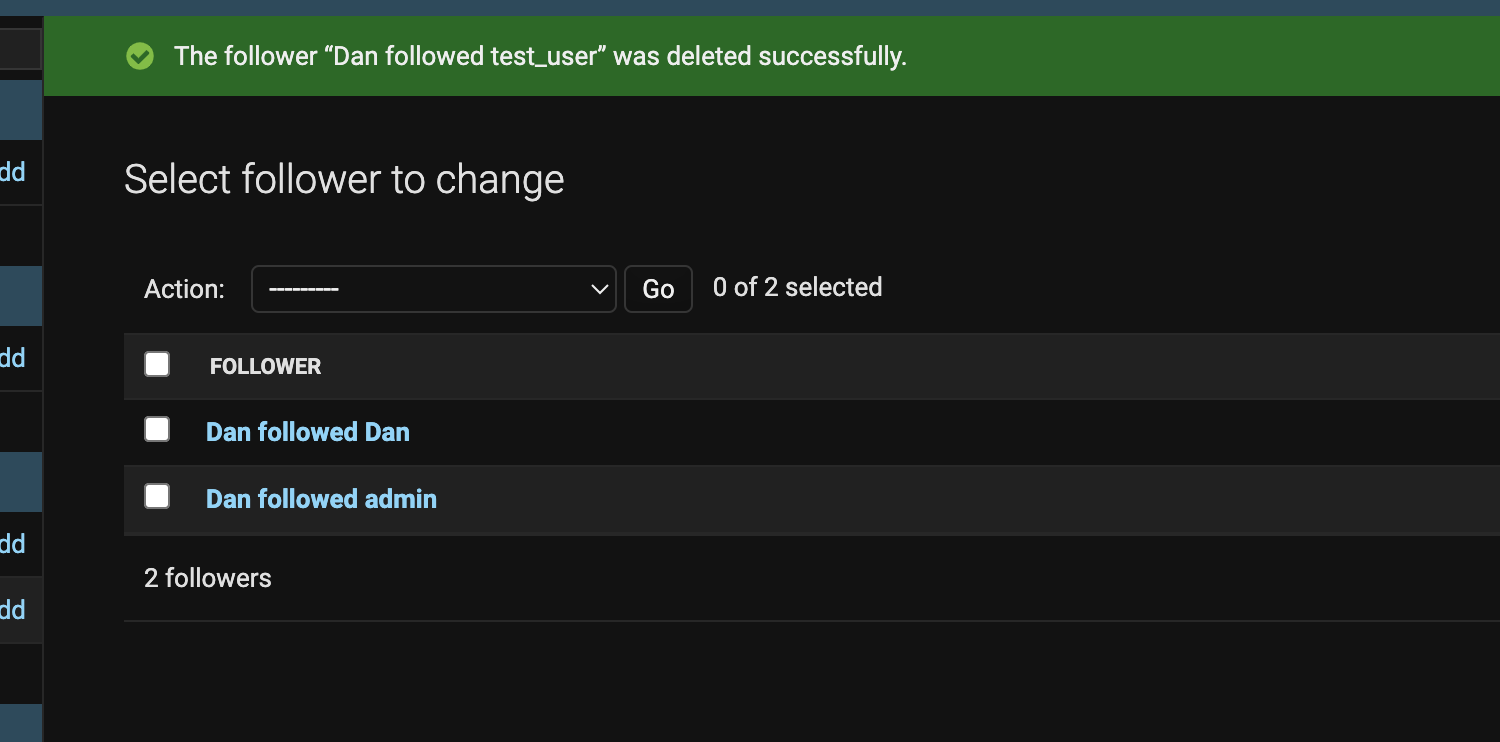 The follower “Dan followed test_user” was deleted successfully.
dd
Select follower to change
Action: --------- Go 0 of 2 selected
dd
FOLLOWER
Dan followed Dan
Dan followed admin
dd
2 followers
dd